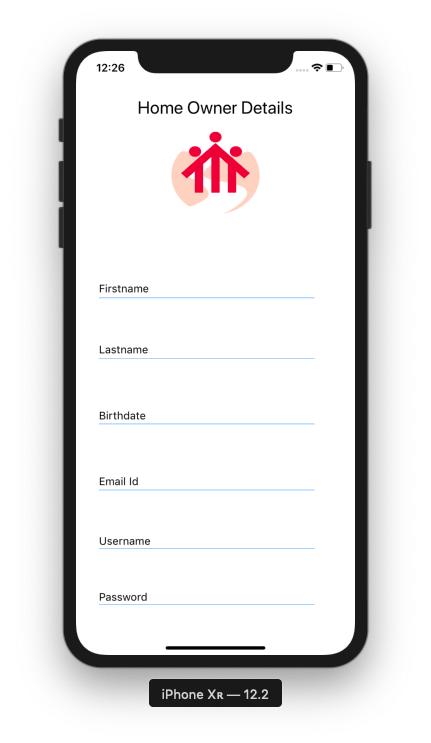 12:26
Home Owner Details
Firstname
Lastname
Birthdate
Email Id
Username
Password
iPhone Xʀ — 12.2